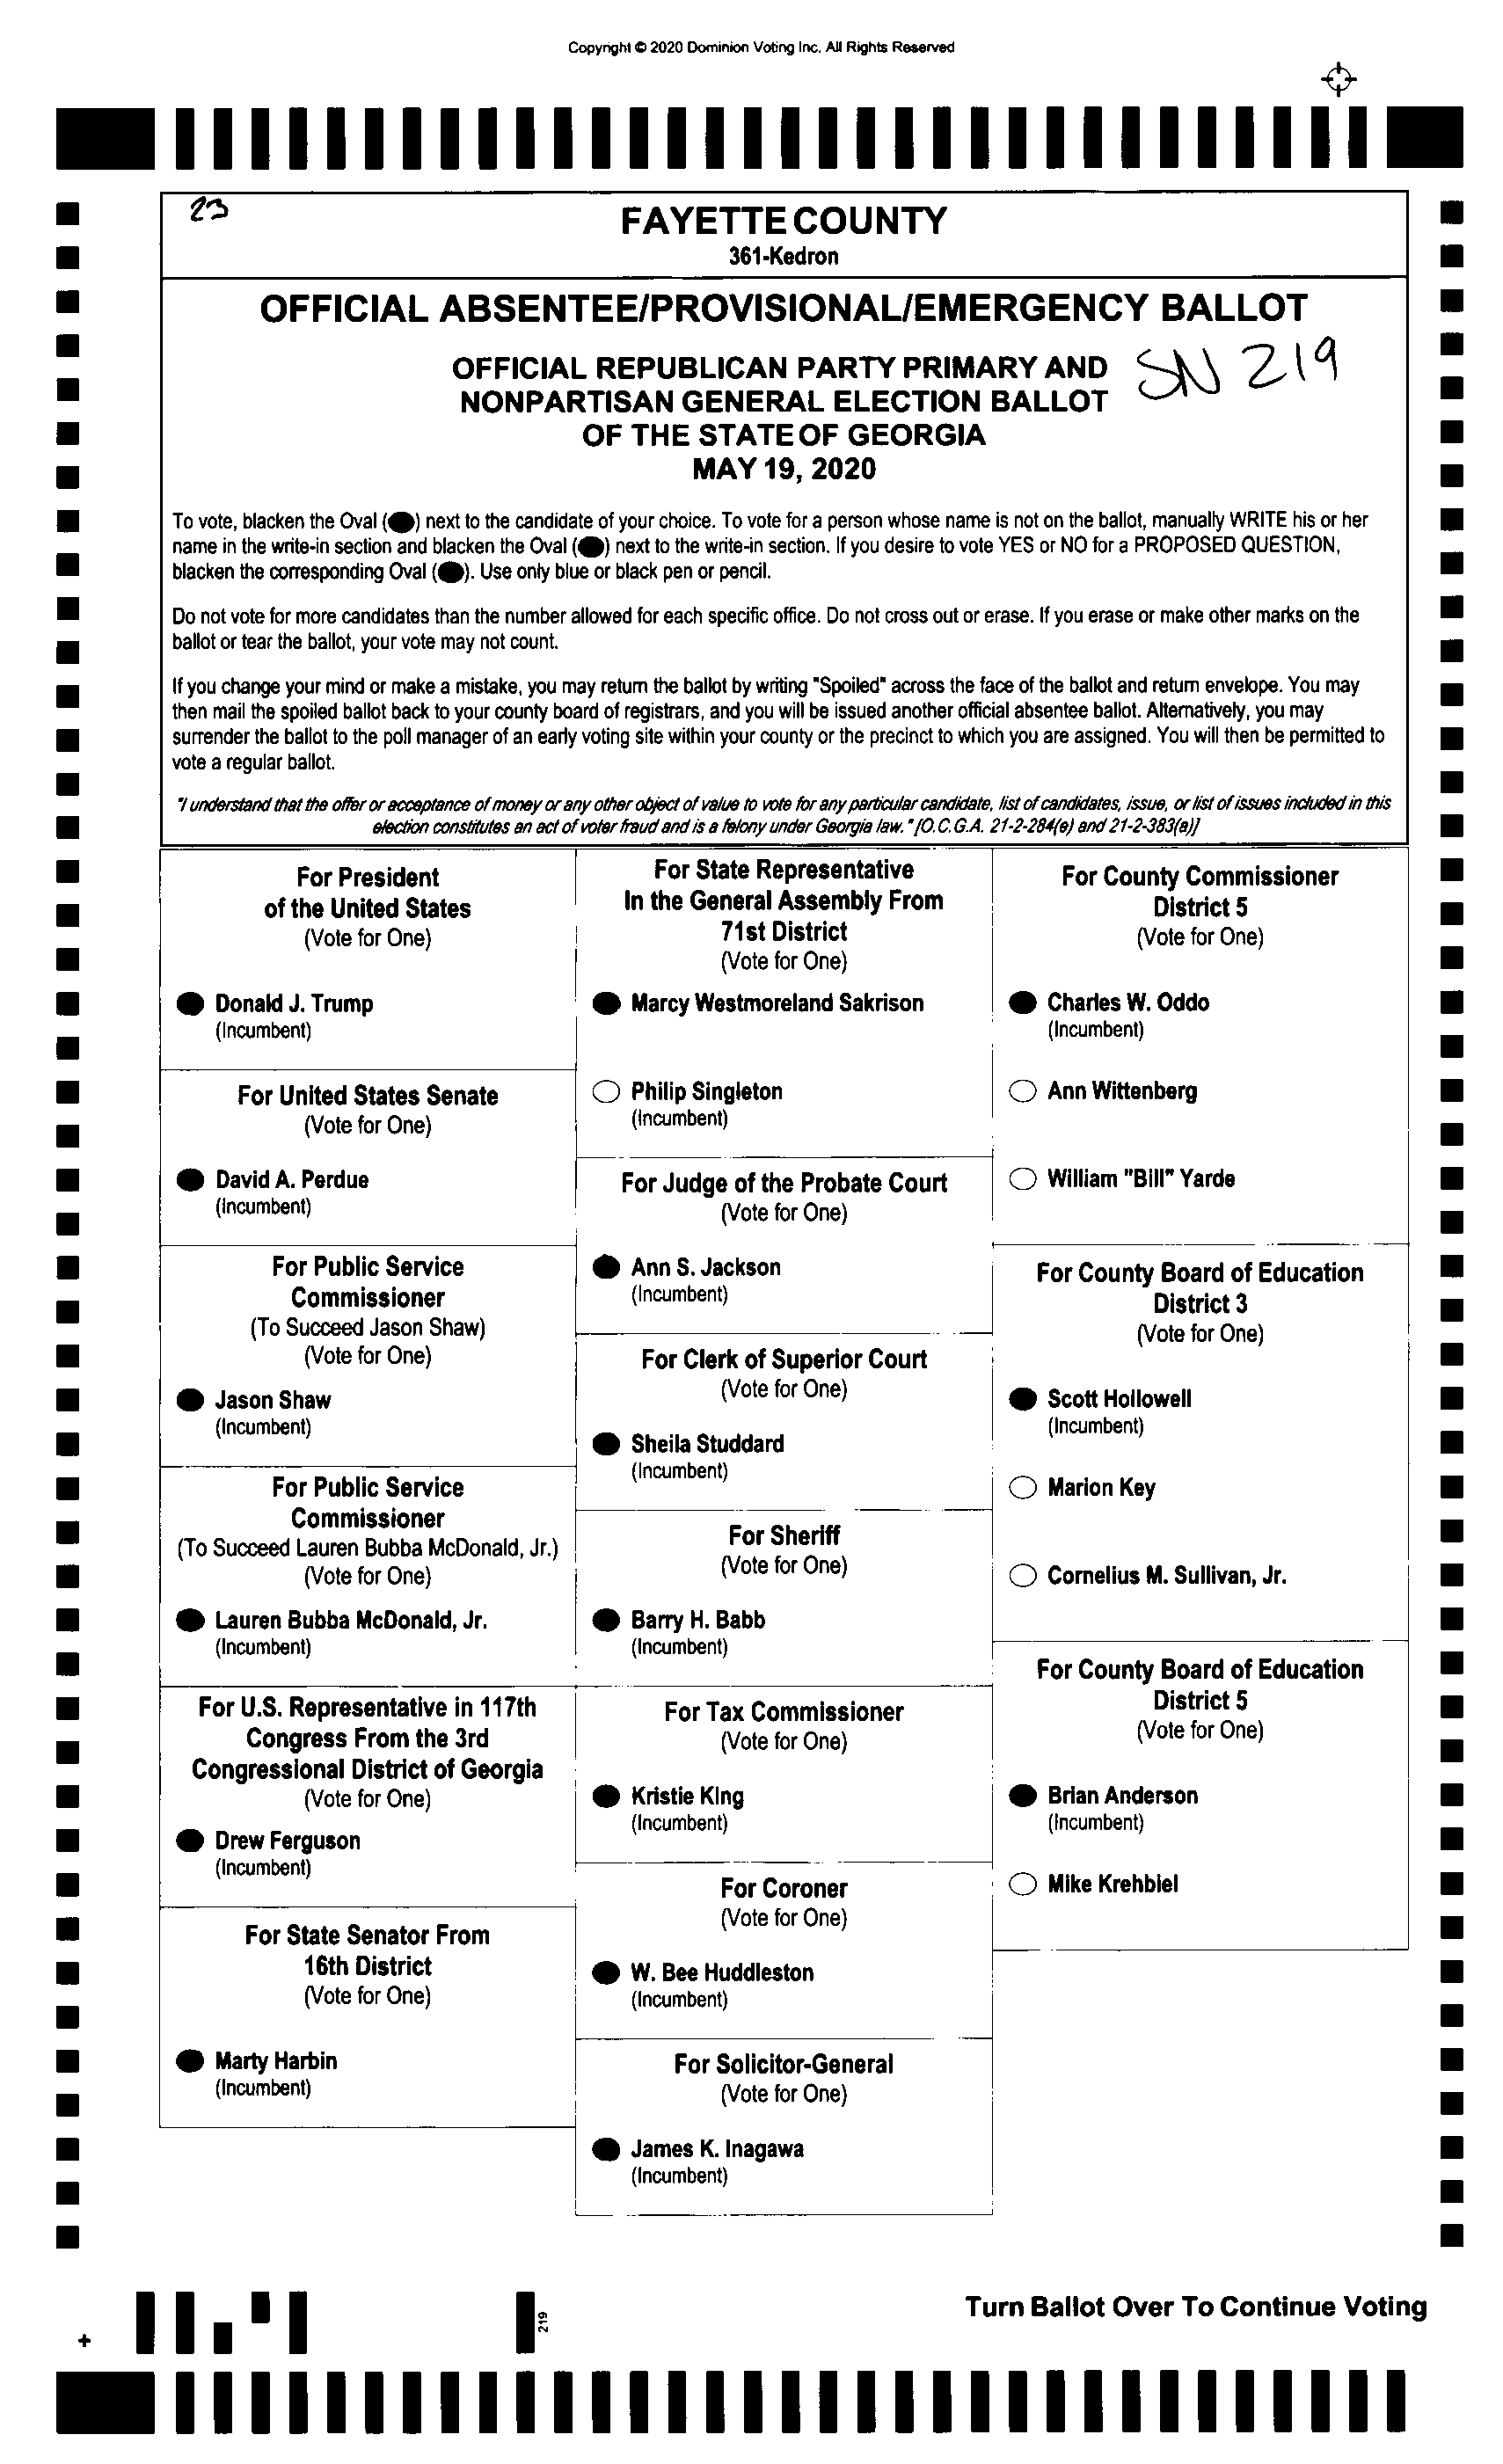 Copyright © 2020 Dominion Voting Inc. All Rights Reserved
23
FAYETTE COUNTY
361-Kedron
OFFICIAL ABSENTEE/PROVISIONAL/EMERGENCY BALLOT
OFFICIAL REPUBLICAN PARTY PRIMARY AND
NONPARTISAN GENERAL ELECTION BALLOT
OF THE STATE OF GEORGIA
MAY 19, 2020
SN 219
To vote, blacken the Oval (●) next to the candidate of your choice. To vote for a person whose name is not on the ballot, manually WRITE his or her
name in the write-in section and blacken the Oval (●) next to the write-in section. If you desire to vote YES or NO for a PROPOSED QUESTION,
blacken the corresponding Oval (●). Use only blue or black pen or pencil.
Do not vote for more candidates than the number allowed for each specific office. Do not cross out or erase. If you erase or make other marks on the
ballot or tear the ballot, your vote may not count.
If you change your mind or make a mistake, you may return the ballot by writing "Spoiled" across the face of the ballot and return envelope. You may
then mail the spoiled ballot back to your county board of registrars, and you will be issued another official absentee ballot. Alternatively, you may
surrender the ballot to the poll manager of an early voting site within your county or the precinct to which you are assigned. You will then be permitted to
vote a regular ballot.
"I understand that the offer or acceptance of money or any other object of value to vote for any particular candidate, list of candidates, issue, or list of issues included in this
election constitutes an act of voter fraud and is a felony under Georgia law." [O.C.G.A. 21-2-284(e) and 21-2-383(a)]
For President
of the United States
(Vote for One)
Donald J. Trump
(Incumbent)
For United States Senate
(Vote for One)
David A. Perdue
(Incumbent)
For Public Service
Commissioner
(To Succeed Jason Shaw)
(Vote for One)
Jason Shaw
(Incumbent)
For Public Service
Commissioner
(To Succeed Lauren Bubba McDonald, Jr.)
(Vote for One)
Lauren Bubba McDonald, Jr.
(Incumbent)
For U.S. Representative in 117th
Congress From the 3rd
Congressional District of Georgia
(Vote for One)
Drew Ferguson
(Incumbent)
For State Senator From
16th District
(Vote for One)
Marty Harbin
(Incumbent)
For State Representative
In the General Assembly From
71st District
(Vote for One)
Marcy Westmoreland Sakrison
Philip Singleton
(Incumbent)
For Judge of the Probate Court
(Vote for One)
Ann S. Jackson
(Incumbent)
For Clerk of Superior Court
(Vote for One)
Sheila Studdard
(Incumbent)
For Sheriff
(Vote for One)
Barry H. Babb
(Incumbent)
For Tax Commissioner
(Vote for One)
Kristie King
(Incumbent)
For Coroner
(Vote for One)
W. Bee Huddleston
(Incumbent)
For Solicitor-General
(Vote for One)
James K. Inagawa
(Incumbent)
For County Commissioner
District 5
(Vote for One)
Charles W. Oddo
(Incumbent)
Ann Wittenberg
William "Bill" Yarde
For County Board of Education
District 3
(Vote for One)
Scott Hollowell
(Incumbent)
Marion Key
Cornelius M. Sullivan, Jr.
For County Board of Education
District 5
(Vote for One)
Brian Anderson
(Incumbent)
Mike Krehbiel
Turn Ballot Over To Continue Voting
219